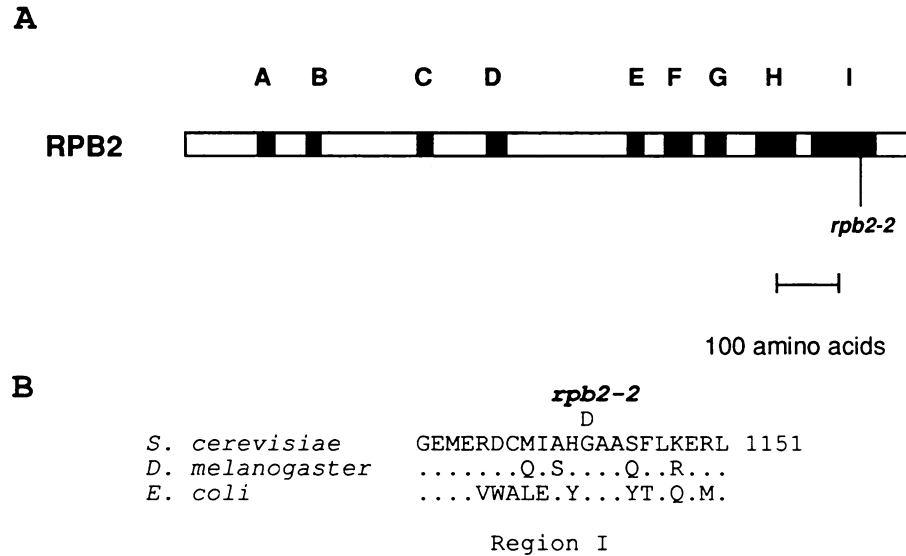 A
A B C D E F G H I
RPB2
rpb2-2
100 amino acids
B
rpb2-2
D
S. cerevisiae GEMERDCMIAHGAASFLKERL 1151
D. melanogaster .......Q.S....Q..R...
E. coli ....VWALE.Y...YT.Q.M.
Region I